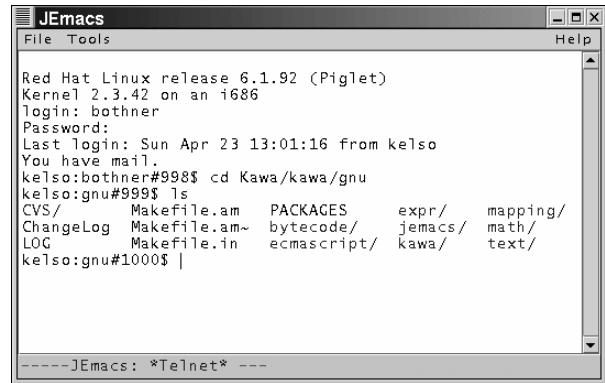 JEmacs
File Tools Help
Red Hat Linux release 6.1.92 (Piglet)
Kernel 2.3.42 on an i686
login: bothner
Password:
Last login: Sun Apr 23 13:01:16 from kelso
You have mail.
kelso:bothner#998$ cd Kawa/kawa/gnu
kelso:gnu#999$ ls
CVS/ Makefile.am PACKAGES expr/ mapping/
ChangeLog Makefile.am~ bytecode/ jemacs/ math/
LOG Makefile.in ecmascript/ kawa/ text/
kelso:gnu#1000$
-----JEmacs: *Telnet* ---